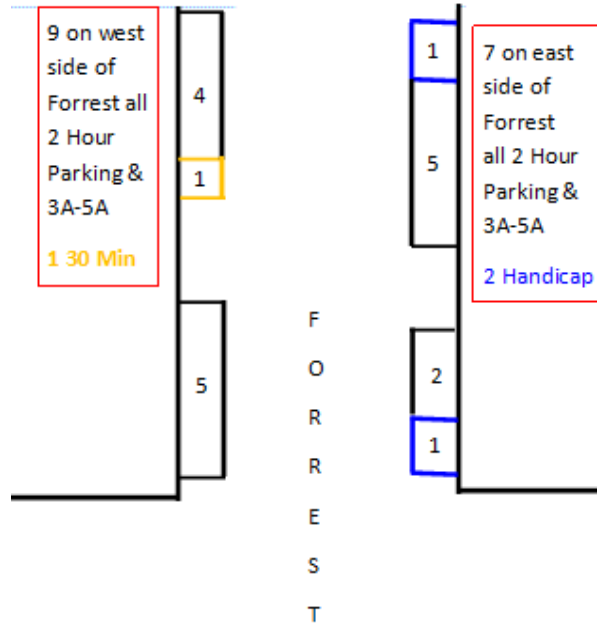 9 on west
side of
Forrest all
2 Hour
Parking &
3A-5A
1 30 Min
4
1
5
1
5
2
1
7 on east
side of
Forrest
all 2 Hour
Parking &
3A-5A
2 Handicap
F
O
R
R
E
S
T